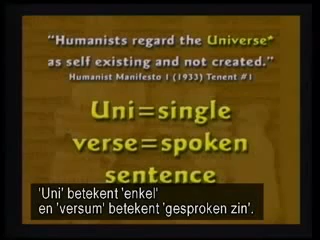 “Humanists regard the Universe*
as self existing and not created.”
Humanist Manifesto 1 (1933) Tenent #1
Uni=single
verse=spoken
sentence
'Uni' betekent 'enkel'
en 'versum' betekent 'gesproken zin'.